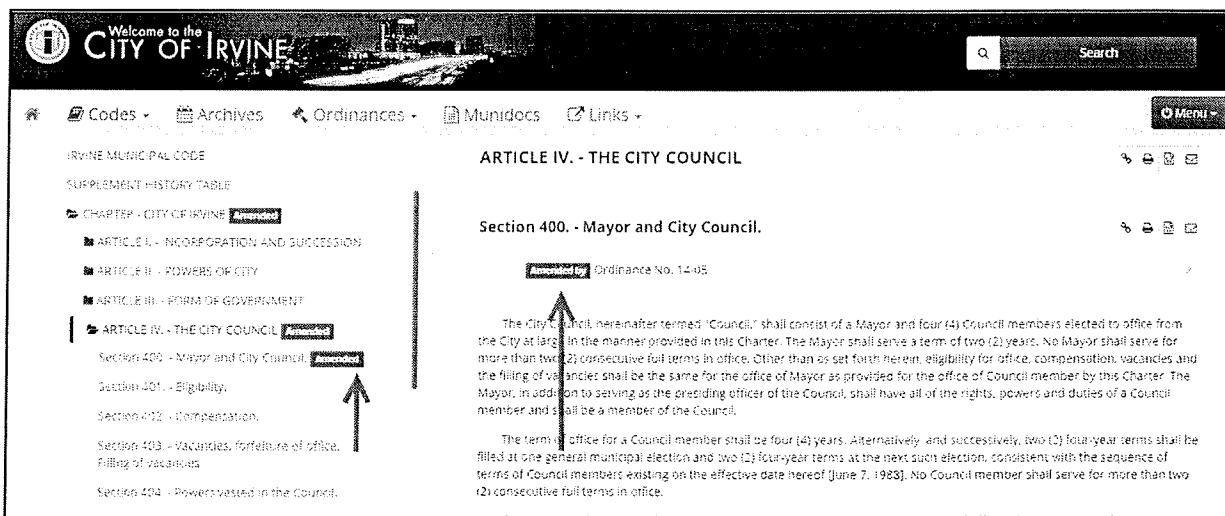 Welcome to the
CITY OF IRVINE
Search
Codes
Archives
Ordinances
Munidocs
Links
Menu
IRVINE MUNICIPAL CODE
SUPPLEMENT HISTORY TABLE
CHARTER - CITY OF IRVINE Amended
ARTICLE I. - INCORPORATION AND SUCCESSION
ARTICLE II. - POWERS OF CITY
ARTICLE III. - FORM OF GOVERNMENT
ARTICLE IV. - THE CITY COUNCIL Amended
Section 400. - Mayor and City Council. Amended
Section 401. - Eligibility.
Section 402. - Compensation.
Section 403. - Vacancies, forfeiture of office.
Filling of vacancies
Section 404. - Powers vested in the Council.
ARTICLE IV. - THE CITY COUNCIL
Section 400. - Mayor and City Council.
Amended by Ordinance No. 14-05
The City Council, hereinafter termed "Council," shall consist of a Mayor and four (4) Council members elected to office from
the City at large in the manner provided in this Charter. The Mayor shall serve a term of two (2) years. No Mayor shall serve for
more than two (2) consecutive full terms in office. Other than as set forth herein, eligibility for office, compensation, vacancies and
the filling of vacancies shall be the same for the office of Mayor as provided for the office of Council member by this Charter. The
Mayor, in addition to serving as the presiding officer of the Council, shall have all of the rights, powers and duties of a Council
member and shall be a member of the Council.
The term of office for a Council member shall be four (4) years. Alternatively, and successively, two (2) four-year terms shall be
filled at one general municipal election and two (2) four-year terms at the next such election, consistent with the sequence of
terms of Council members existing on the effective date hereof [June 7, 1988]. No Council member shall serve for more than two
(2) consecutive full terms in office.